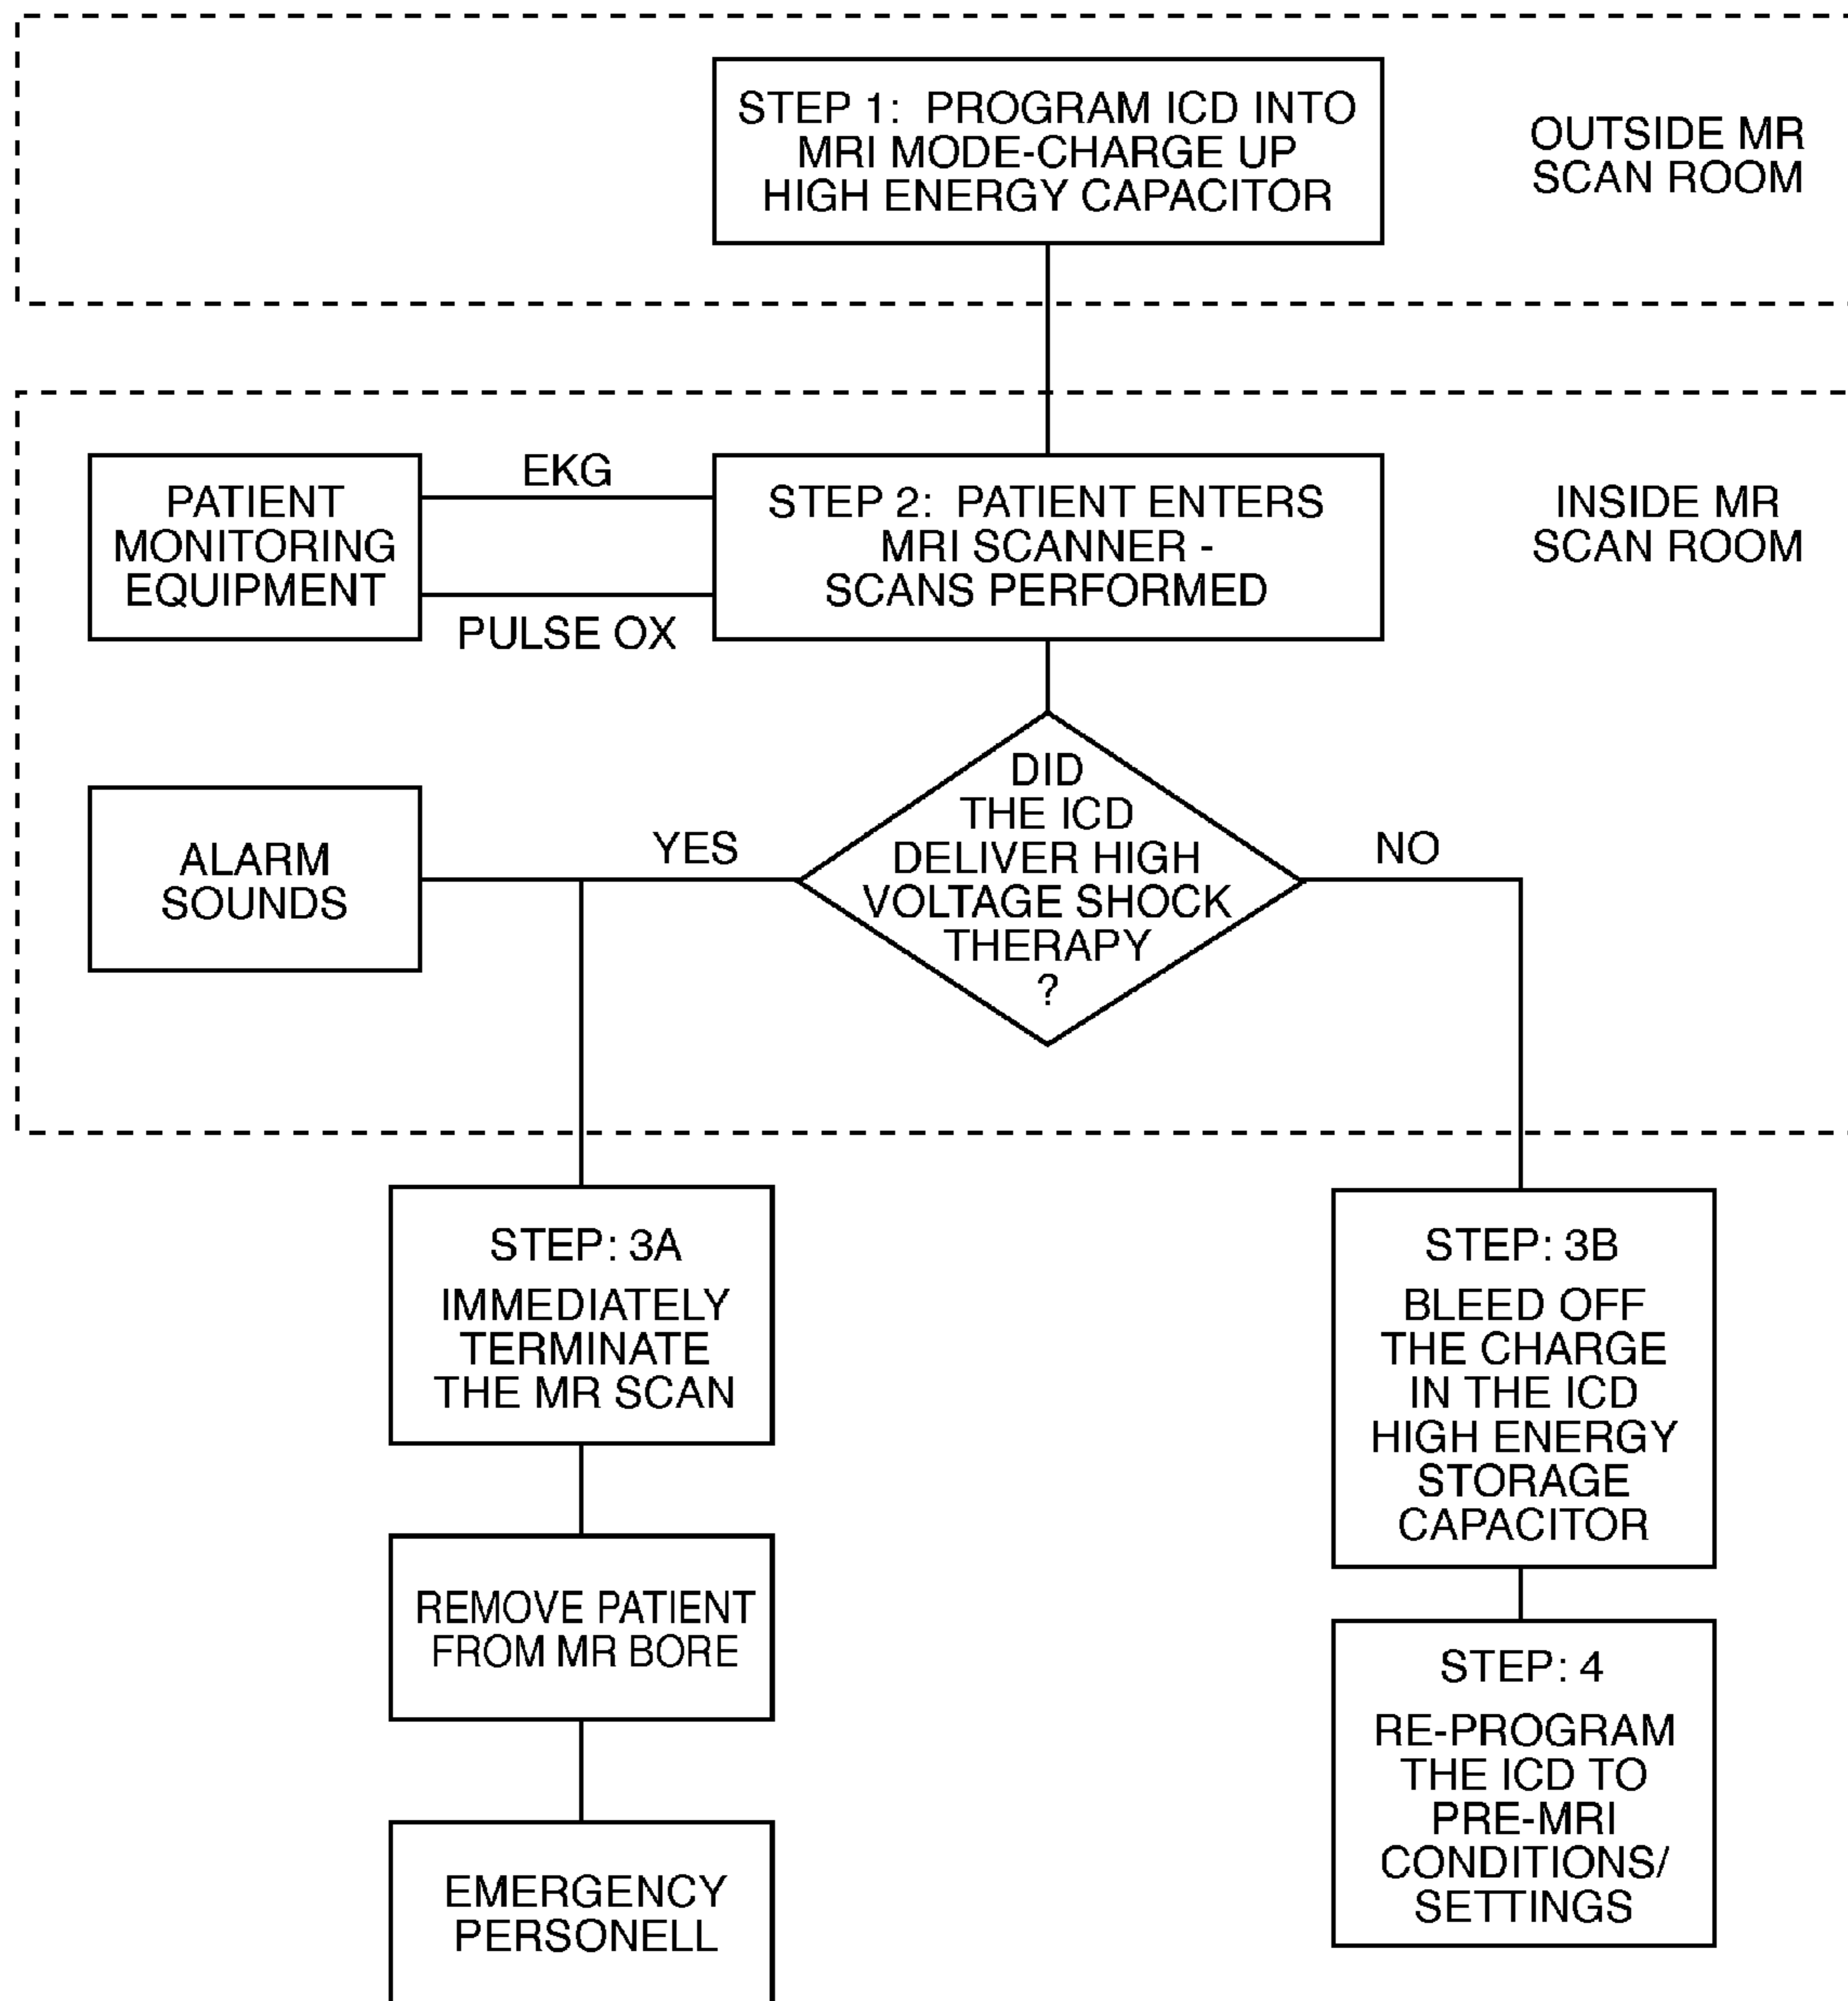 STEP 1: PROGRAM ICD INTO
MRI MODE-CHARGE UP
HIGH ENERGY CAPACITOR
OUTSIDE MR
SCAN ROOM
PATIENT
MONITORING
EQUIPMENT
EKG
PULSE OX
STEP 2: PATIENT ENTERS
MRI SCANNER -
SCANS PERFORMED
INSIDE MR
SCAN ROOM
ALARM
SOUNDS
YES
DID
THE ICD
DELIVER HIGH
VOLTAGE SHOCK
THERAPY
?
NO
STEP: 3A
IMMEDIATELY
TERMINATE
THE MR SCAN
REMOVE PATIENT
FROM MR BORE
EMERGENCY
PERSONELL
STEP: 3B
BLEED OFF
THE CHARGE
IN THE ICD
HIGH ENERGY
STORAGE
CAPACITOR
STEP: 4
RE-PROGRAM
THE ICD TO
PRE-MRI
CONDITIONS/
SETTINGS